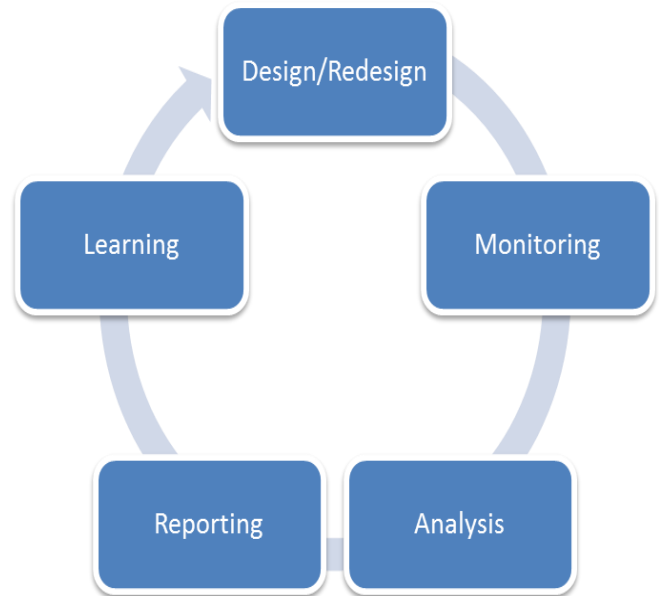 Design/Redesign
Monitoring
Analysis
Reporting
Learning